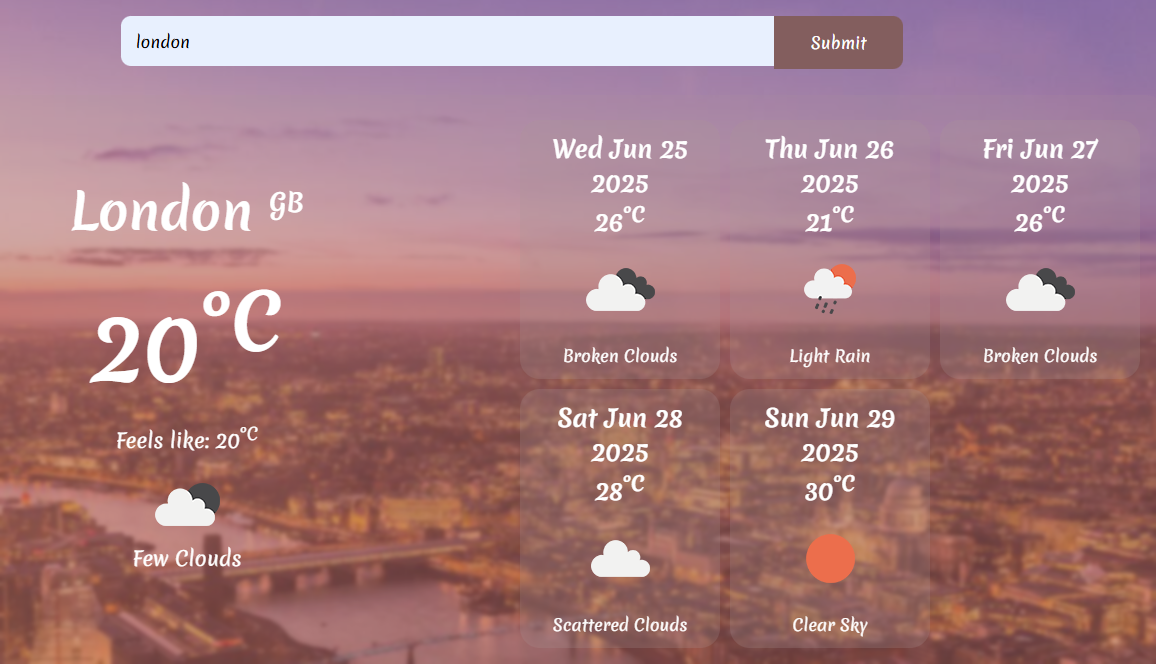 london
Submit
London GB
20°C
Feels like: 20°C
Few Clouds
Wed Jun 25
2025
26°C
Broken Clouds
Thu Jun 26
2025
21°C
Light Rain
Fri Jun 27
2025
26°C
Broken Clouds
Sat Jun 28
2025
28°C
Scattered Clouds
Sun Jun 29
2025
30°C
Clear Sky